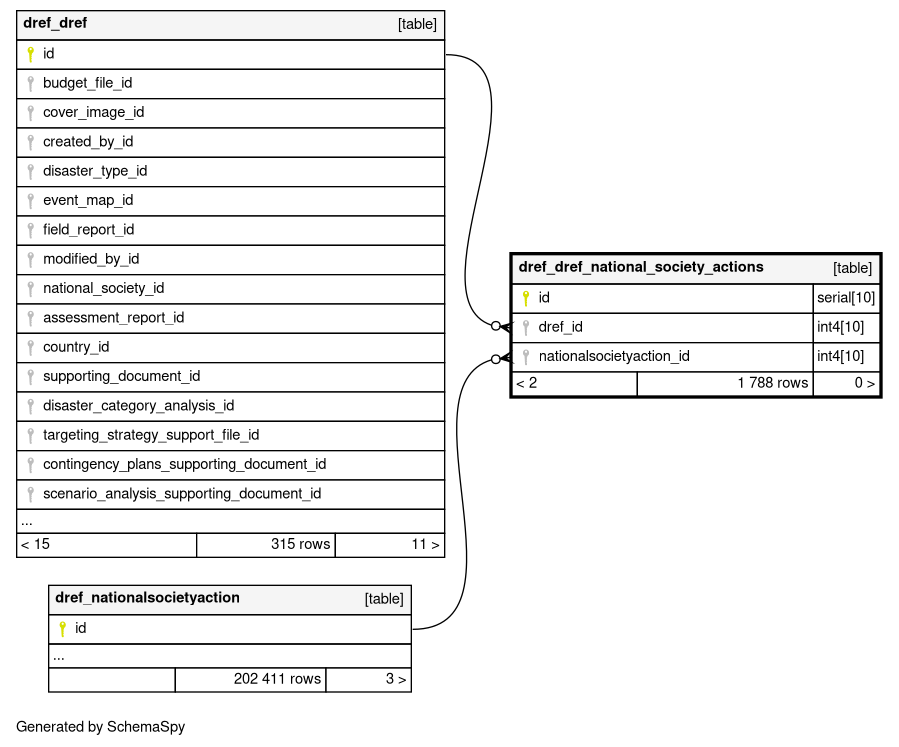 dref_dref [table]
id
budget_file_id
cover_image_id
created_by_id
disaster_type_id
event_map_id
field_report_id
modified_by_id
national_society_id
assessment_report_id
country_id
supporting_document_id
disaster_category_analysis_id
targeting_strategy_support_file_id
contingency_plans_supporting_document_id
scenario_analysis_supporting_document_id
...
< 15 315 rows 11 >
dref_dref_national_society_actions [table]
id serial[10]
dref_id int4[10]
nationalsocietyaction_id int4[10]
< 2 1 788 rows 0 >
dref_nationalsocietyaction [table]
id
...
202 411 rows 3 >
Generated by SchemaSpy